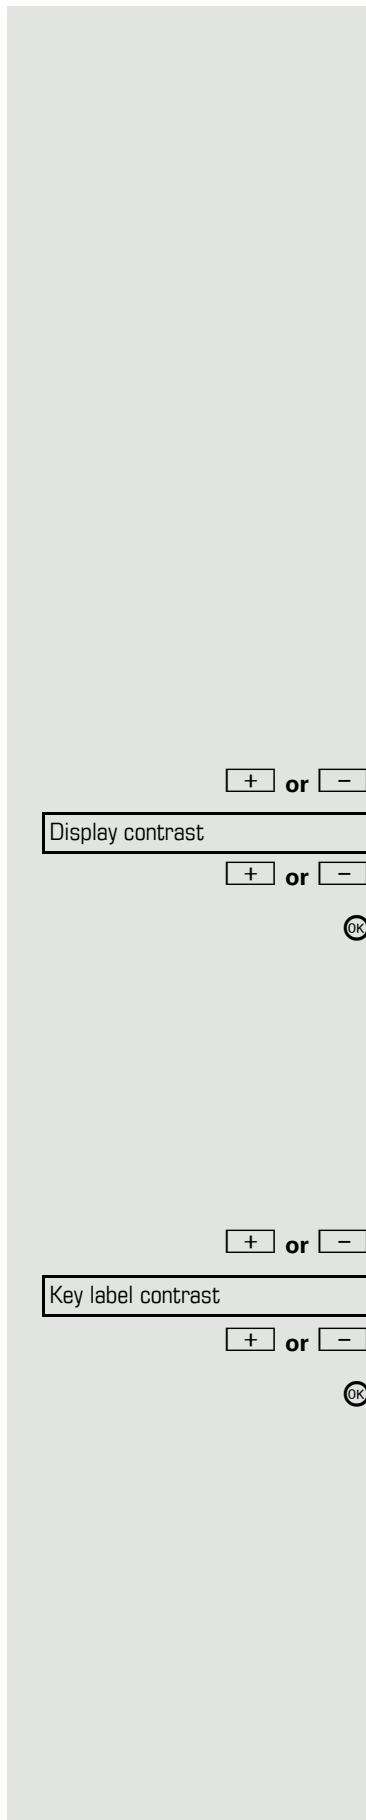 + or –
Display contrast
+ or –
OK
+ or –
Key label contrast
+ or –
OK